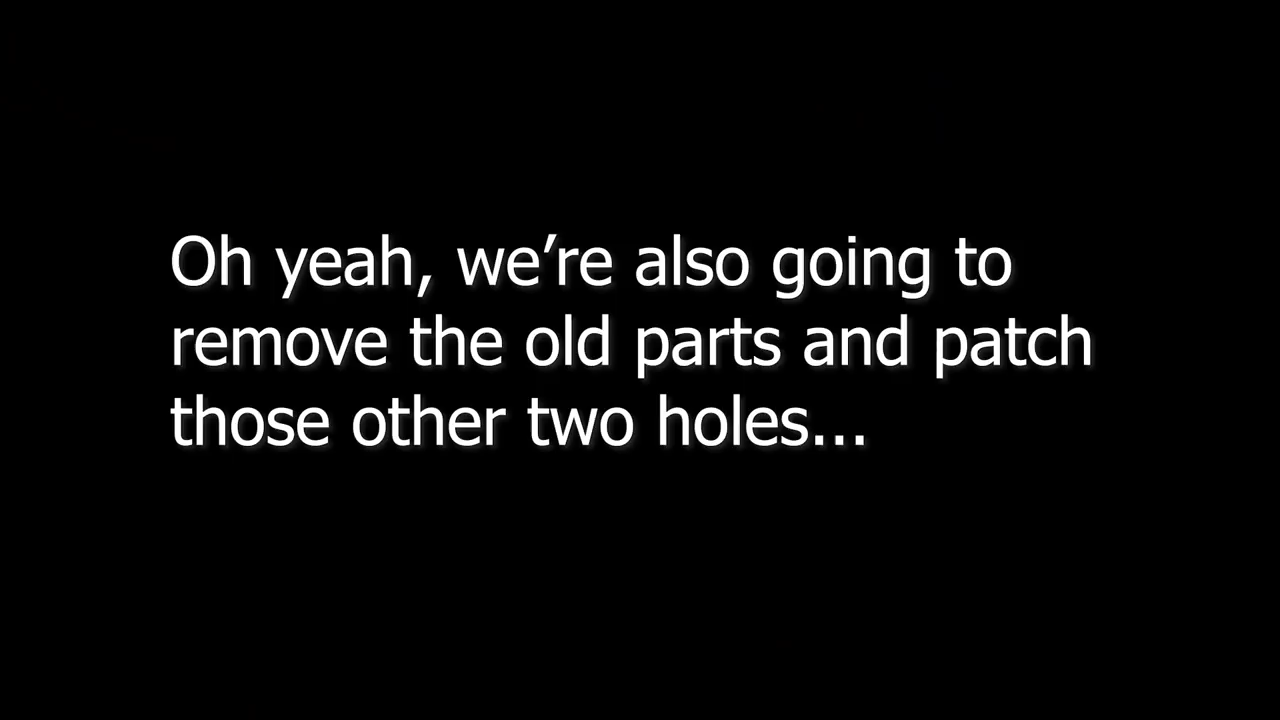 Oh yeah, we’re also going to
remove the old parts and patch
those other two holes...